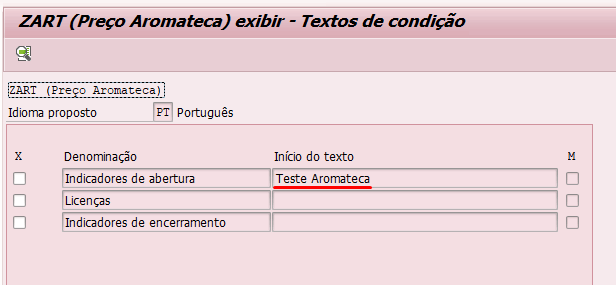 ZART (Preço Aromateca) exibir - Textos de condição
ZART (Preço Aromateca)
Idioma proposto PT Português
X Denominação Início do texto M
Indicadores de abertura Teste Aromateca
Licenças
Indicadores de encerramento